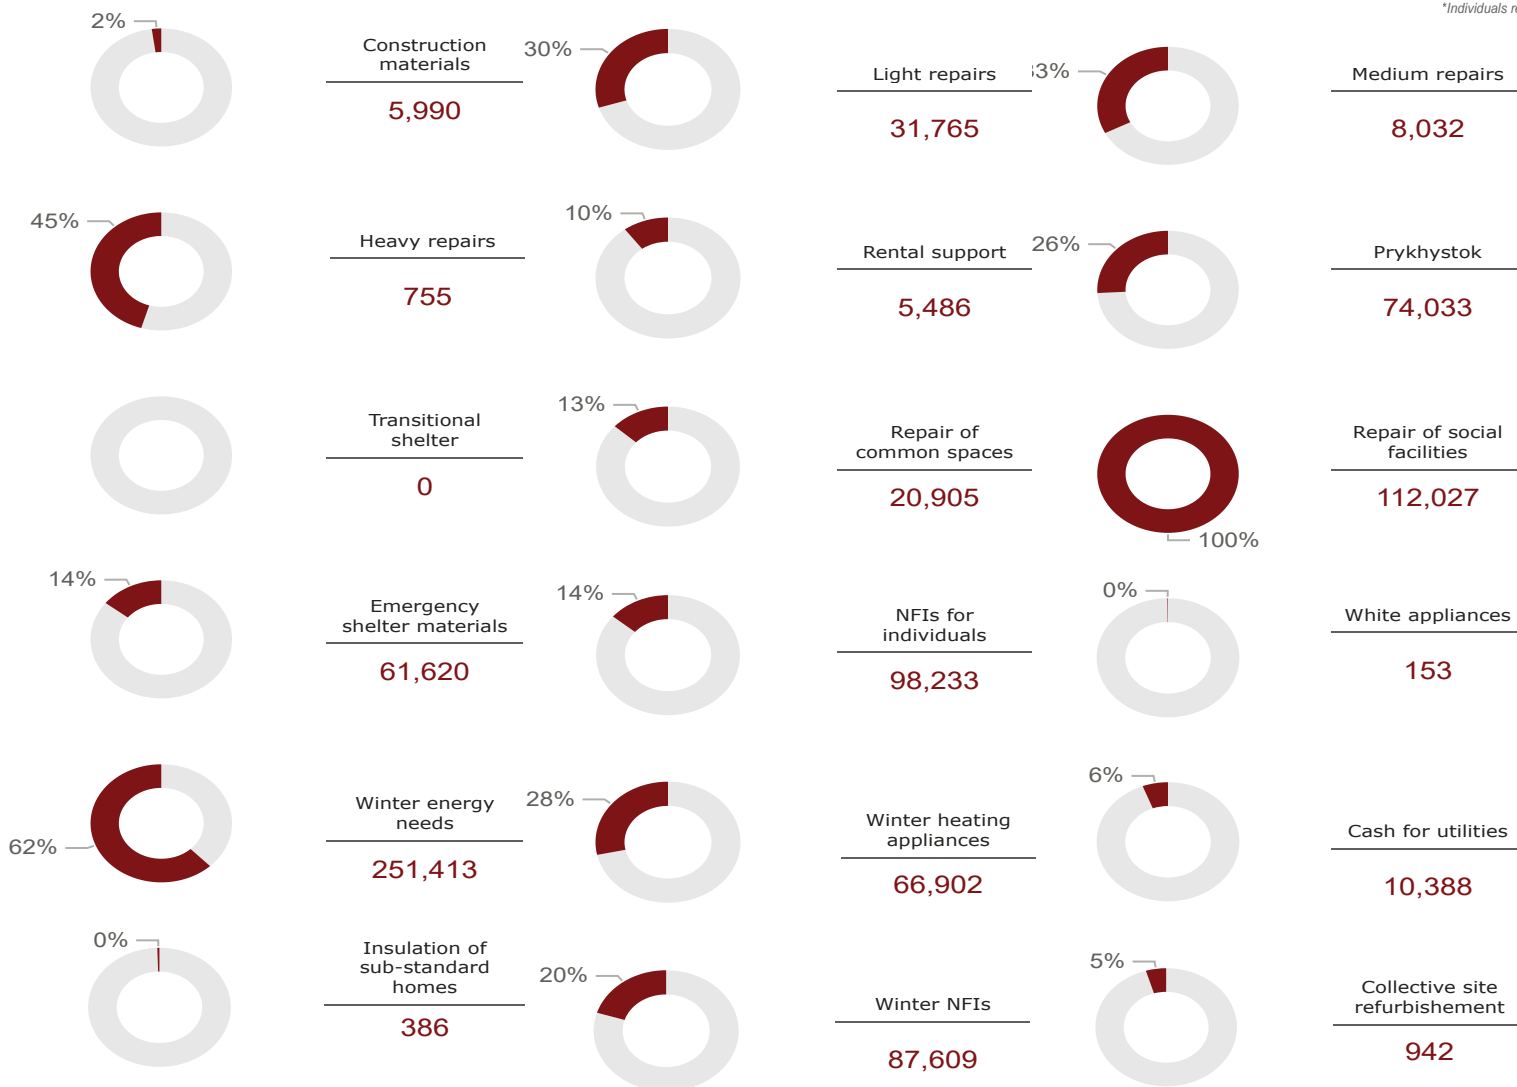 *Individuals re
2%
Construction
materials
5,990
30%
Light repairs
31,765
33%
Medium repairs
8,032
45%
Heavy repairs
755
10%
Rental support
5,486
26%
Prykhystok
74,033
Transitional
shelter
0
13%
Repair of
common spaces
20,905
100%
Repair of social
facilities
112,027
14%
Emergency
shelter materials
61,620
14%
NFIs for
individuals
98,233
0%
White appliances
153
62%
Winter energy
needs
251,413
28%
Winter heating
appliances
66,902
6%
Cash for utilities
10,388
0%
Insulation of
sub-standard
homes
386
20%
Winter NFIs
87,609
5%
Collective site
refurbishement
942